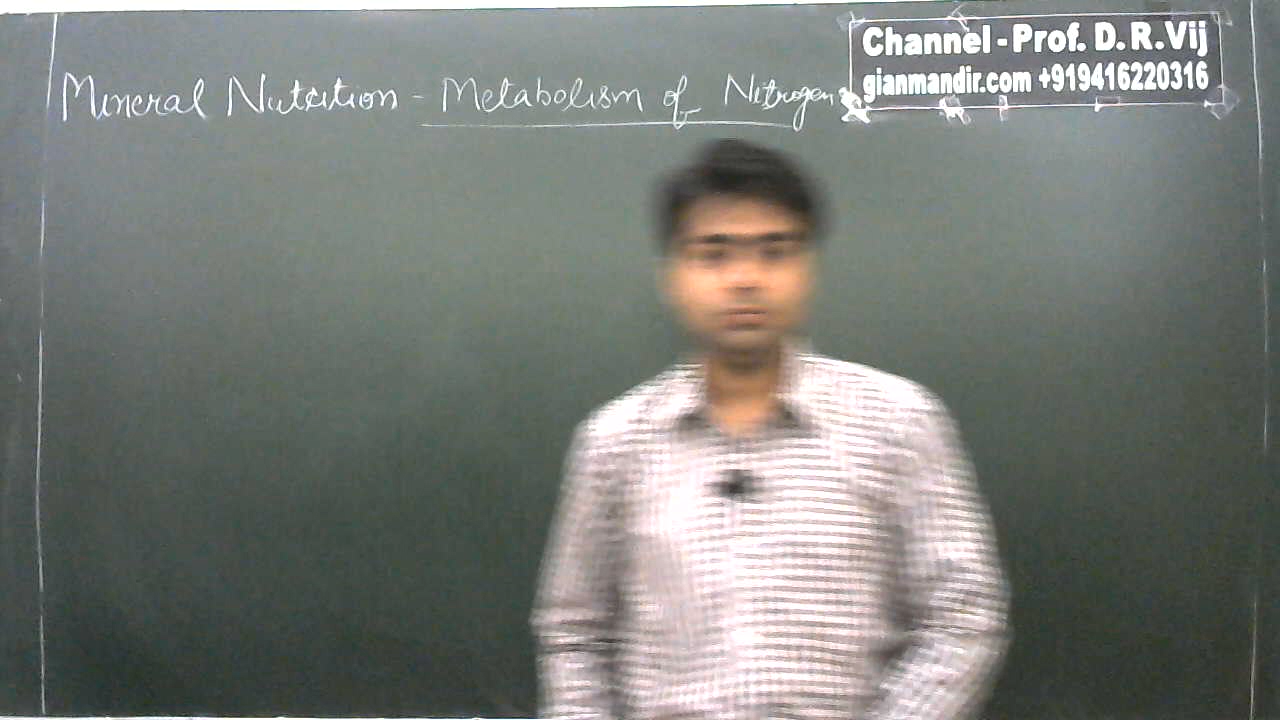 Mineral Nutrition - Metabolism of Nitrogen
Channel - Prof. D. R. Vij
gianmandir.com +919416220316